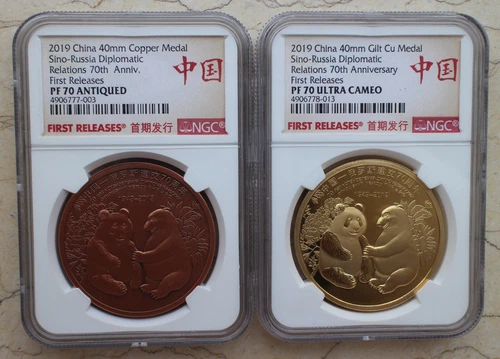 2019 China 40mm Copper Medal
Sino-Russia Diplomatic
Relations 70th Anniv.
First Releases
PF 70 ANTIQUED
4906777-003
中国
FIRST RELEASES® 首期发行
NGC®
2019 China 40mm Gilt Cu Medal
Sino-Russia Diplomatic
Relations 70th Anniversary
First Releases
PF 70 ULTRA CAMEO
4906778-013
中国
FIRST RELEASES® 首期发行
NGC